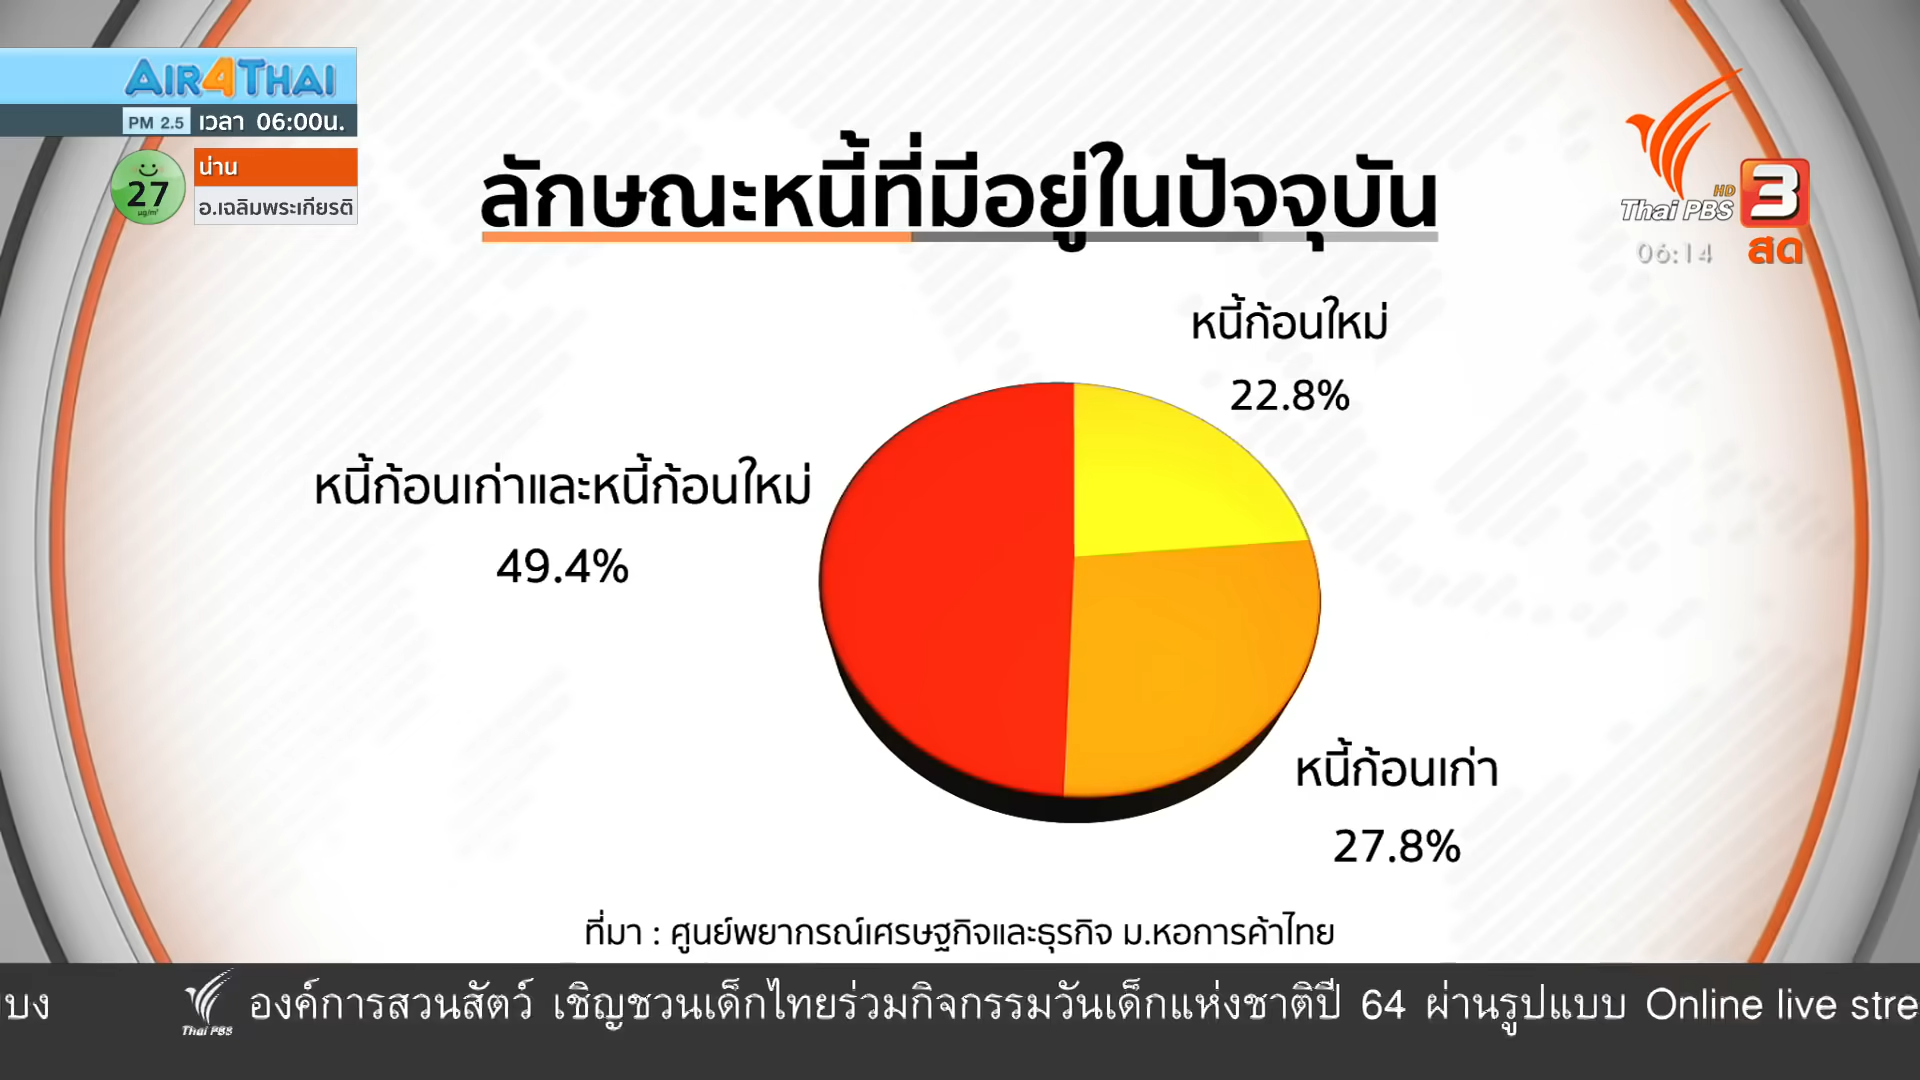 AIR4THAI
PM 2.5 เวลา 06:00น.
27
µg/m³
น่าน
อ.เฉลิมพระเกียรติ
Thai PBS HD 3
06:14 สด
ลักษณะหนี้ที่มีอยู่ในปัจจุบัน
หนี้ก้อนใหม่
22.8%
หนี้ก้อนเก่าและหนี้ก้อนใหม่
49.4%
หนี้ก้อนเก่า
27.8%
ที่มา : ศูนย์พยากรณ์เศรษฐกิจและธุรกิจ ม.หอการค้าไทย
Thai PBS องค์การสวนสัตว์ เชิญชวนเด็กไทยร่วมกิจกรรมวันเด็กแห่งชาติปี 64 ผ่านรูปแบบ Online live stre